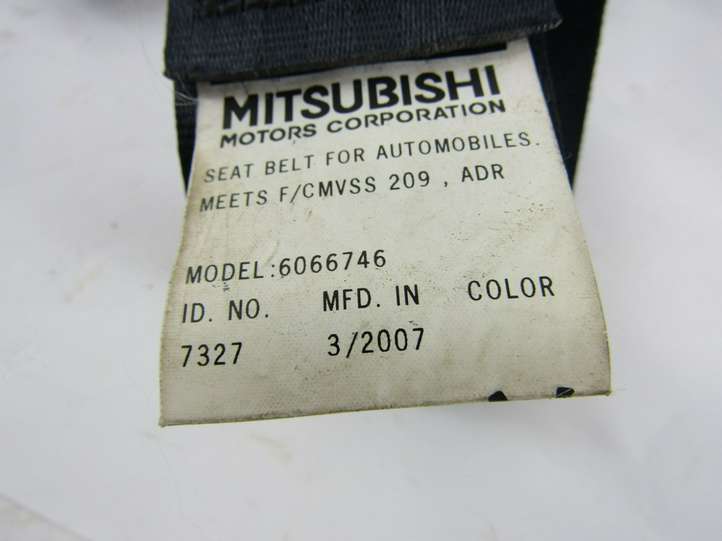 MITSUBISHI
MOTORS CORPORATION
SEAT BELT FOR AUTOMOBILES.
MEETS F/CMVSS 209 , ADR
MODEL:6066746
ID. NO. MFD. IN COLOR
7327 3/2007